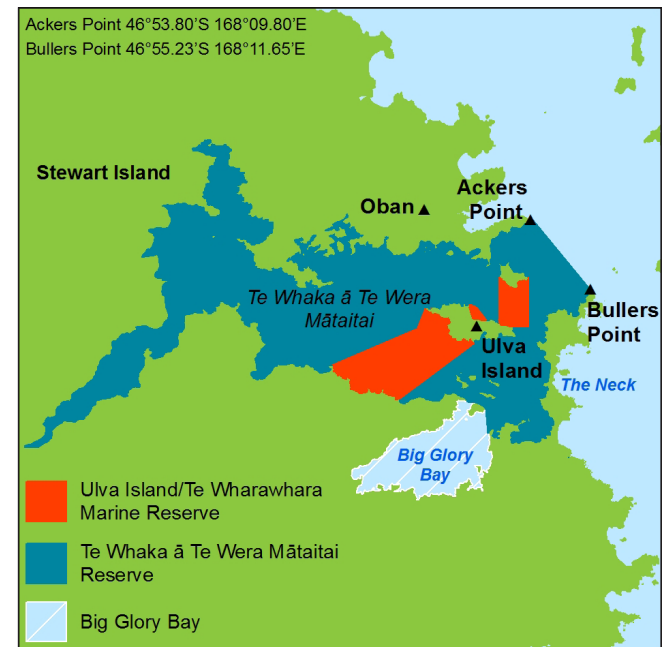 Ackers Point 46°53.80'S 168°09.80'E
Bullers Point 46°55.23'S 168°11.65'E
Stewart Island
Oban
Ackers
Point
Te Whaka ā Te Wera
Mātaitai
Bullers
Point
Ulva
Island
The Neck
Big Glory
Bay
Ulva Island/Te Wharawhara
Marine Reserve
Te Whaka ā Te Wera Mātaitai
Reserve
Big Glory Bay